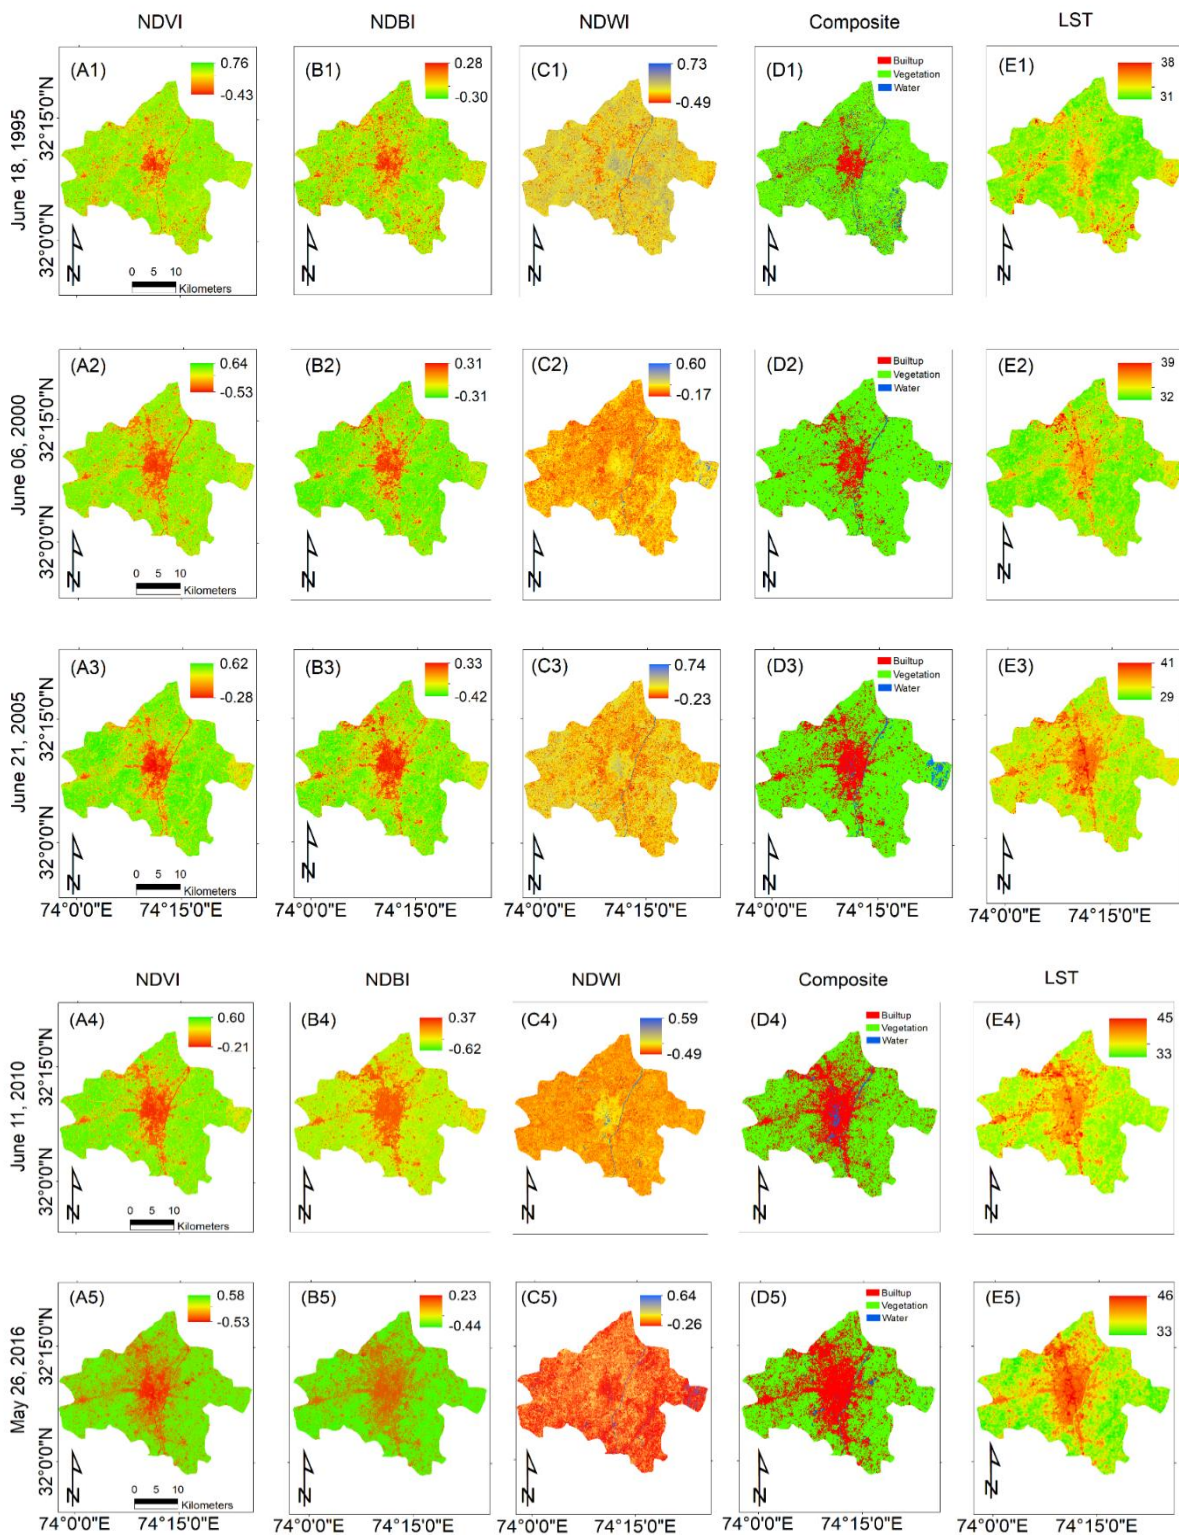 NDVI NDBI NDWI Composite LST
June 18, 1995
32°15'0"N
32°0'0"N
(A1) 0.76 -0.43
N
0 5 10
Kilometers
(B1) 0.28 -0.30
N
(C1) 0.73 -0.49
N
(D1) Builtup
Vegetation
Water
N
(E1) 38 31
N
June 06, 2000
32°15'0"N
32°0'0"N
(A2) 0.64 -0.53
N
0 5 10
Kilometers
(B2) 0.31 -0.31
N
(C2) 0.60 -0.17
N
(D2) Builtup
Vegetation
Water
N
(E2) 39 32
N
June 21, 2005
32°15'0"N
32°0'0"N
(A3) 0.62 -0.28
N
0 5 10
Kilometers
(B3) 0.33 -0.42
N
(C3) 0.74 -0.23
N
(D3) Builtup
Vegetation
Water
N
(E3) 41 29
N
74°0'0"E 74°15'0"E 74°0'0"E 74°15'0"E 74°0'0"E 74°15'0"E 74°0'0"E 74°15'0"E 74°0'0"E 74°15'0"E
NDVI NDBI NDWI Composite LST
June 11, 2010
32°15'0"N
32°0'0"N
(A4) 0.60 -0.21
N
0 5 10
Kilometers
(B4) 0.37 -0.62
N
(C4) 0.59 -0.49
N
(D4) Builtup
Vegetation
Water
N
(E4) 45 33
N
May 26, 2016
32°15'0"N
32°0'0"N
(A5) 0.58 -0.53
N
0 5 10
Kilometers
(B5) 0.23 -0.44
N
(C5) 0.64 -0.26
N
(D5) Builtup
Vegetation
Water
N
(E5) 46 33
N
74°0'0"E 74°15'0"E 74°0'0"E 74°15'0"E 74°0'0"E 74°15'0"E 74°0'0"E 74°15'0"E 74°0'0"E 74°15'0"E